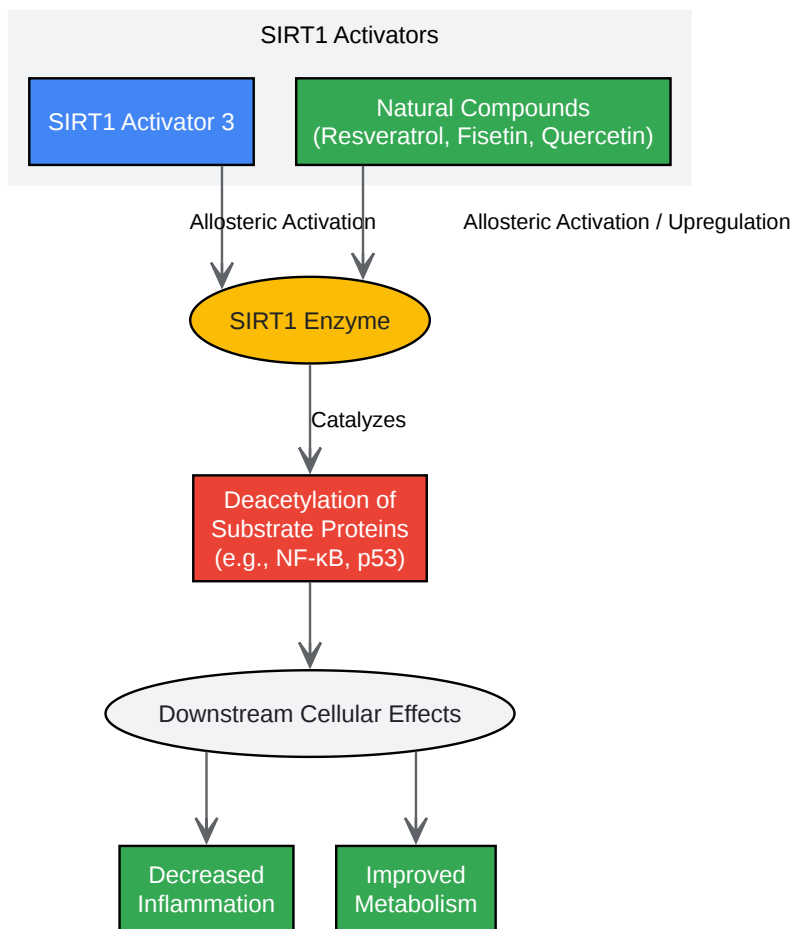 SIRT1 Activators
SIRT1 Activator 3
Natural Compounds
(Resveratrol, Fisetin, Quercetin)
Allosteric Activation
Allosteric Activation / Upregulation
SIRT1 Enzyme
Catalyzes
Deacetylation of
Substrate Proteins
(e.g., NF-κB, p53)
Downstream Cellular Effects
Decreased
Inflammation
Improved
Metabolism